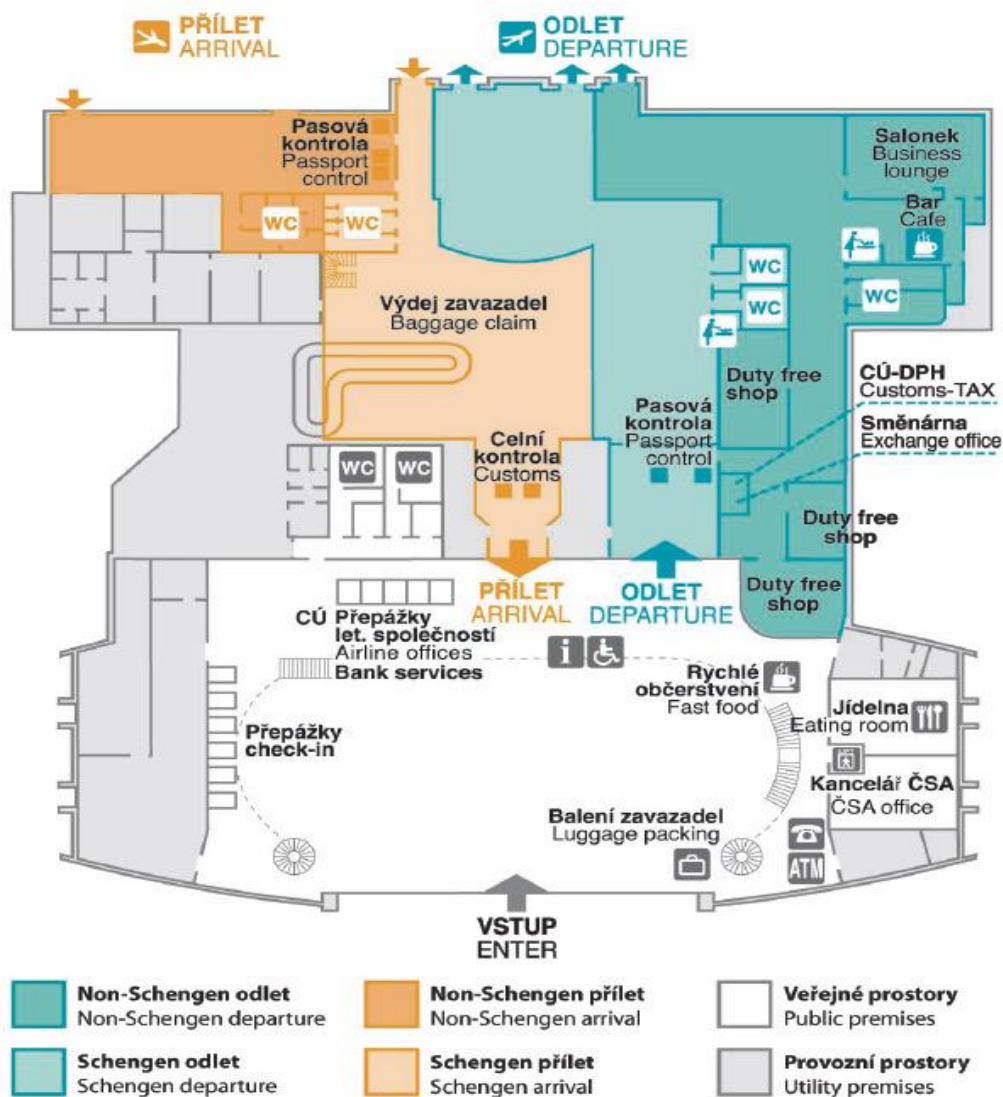 PŘÍLET
ARRIVAL
ODLET
DEPARTURE
Pasová
kontrola
Passport
control
Salonek
Business
lounge
Bar
Cafe
WC
WC
WC
WC
WC
Výdej zavazadel
Baggage claim
Duty free
shop
CÚ-DPH
Customs-TAX
Směnárna
Exchange office
Pasová
kontrola
Passport
control
Celní
kontrola
Customs
WC
WC
Duty free
shop
Duty free
shop
PŘÍLET
ARRIVAL
ODLET
DEPARTURE
CÚ Přepážky
let. společností
Airline offices
Bank services
i
Rychlé
občerstvení
Fast food
Jídelna
Eating room
Přepážky
check-in
Kancelář ČSA
ČSA office
Balení zavazadel
Luggage packing
ATM
VSTUP
ENTER
Non-Schengen odlet
Non-Schengen departure
Non-Schengen přílet
Non-Schengen arrival
Veřejné prostory
Public premises
Schengen odlet
Schengen departure
Schengen přílet
Schengen arrival
Provozní prostory
Utility premises